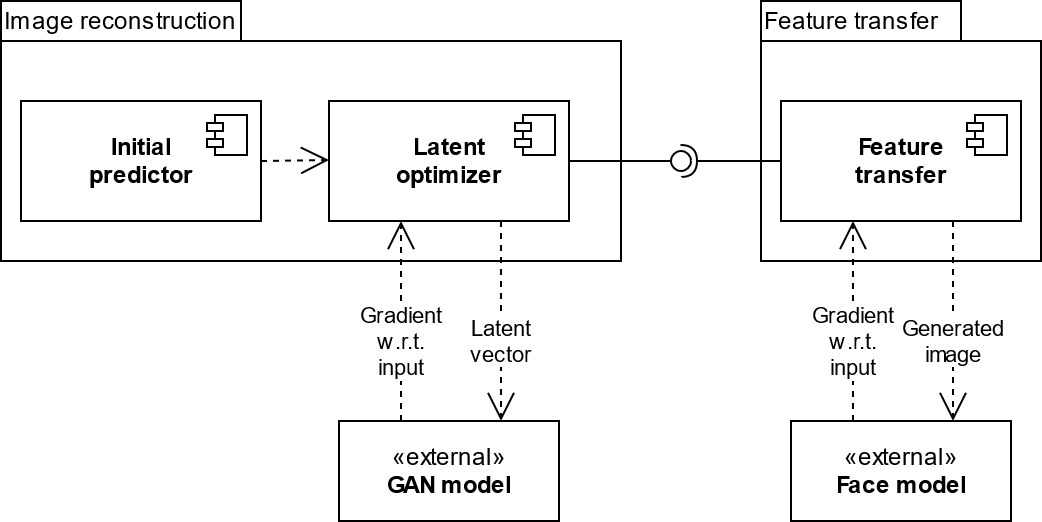 Image reconstruction
Feature transfer
Initial
predictor
Latent
optimizer
Feature
transfer
Gradient
w.r.t.
input
Latent
vector
Gradient
w.r.t.
input
Generated
image
«external»
GAN model
«external»
Face model